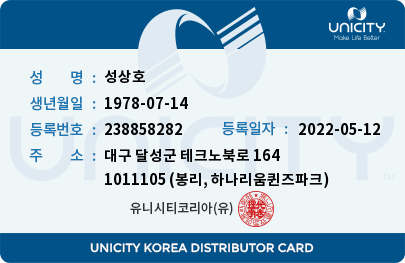 UNICITY
Make Life Better
성 명 : 성상호
생년월일 : 1978-07-14
등록번호 : 238858282 등록일자 : 2022-05-12
주 소 : 대구 달성군 테크노북로 164
1011105 (봉리, 하나리움퀸즈파크)
유니시티코리아(유)
UNICITY
UNICITY KOREA DISTRIBUTOR CARD